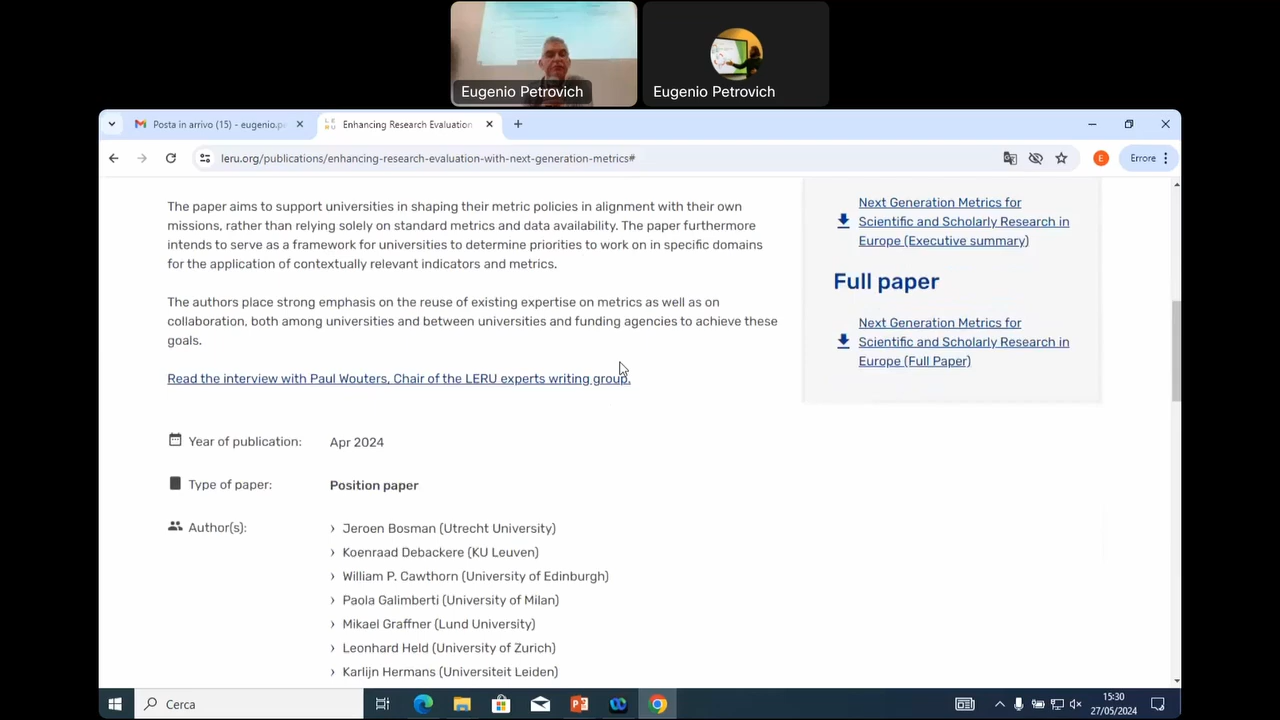 Eugenio Petrovich
Eugenio Petrovich
Posta in arrivo (15) - eugenio.p
Enhancing Research Evaluation
leru.org/publications/enhancing-research-evaluation-with-next-generation-metrics#
E
Errore
The paper aims to support universities in shaping their metric policies in alignment with their own
missions, rather than relying solely on standard metrics and data availability. The paper furthermore
intends to serve as a framework for universities to determine priorities to work on in specific domains
for the application of contextually relevant indicators and metrics.
The authors place strong emphasis on the reuse of existing expertise on metrics as well as on
collaboration, both among universities and between universities and funding agencies to achieve these
goals.
Read the interview with Paul Wouters, Chair of the LERU experts writing group.
Next Generation Metrics for
Scientific and Scholarly Research in
Europe (Executive summary)
Full paper
Next Generation Metrics for
Scientific and Scholarly Research in
Europe (Full Paper)
Year of publication: Apr 2024
Type of paper: Position paper
Author(s): › Jeroen Bosman (Utrecht University)
› Koenraad Debackere (KU Leuven)
› William P. Cawthorn (University of Edinburgh)
› Paola Galimberti (University of Milan)
› Mikael Graffner (Lund University)
› Leonhard Held (University of Zurich)
› Karlijn Hermans (Universiteit Leiden)
Cerca
15:30
27/05/2024